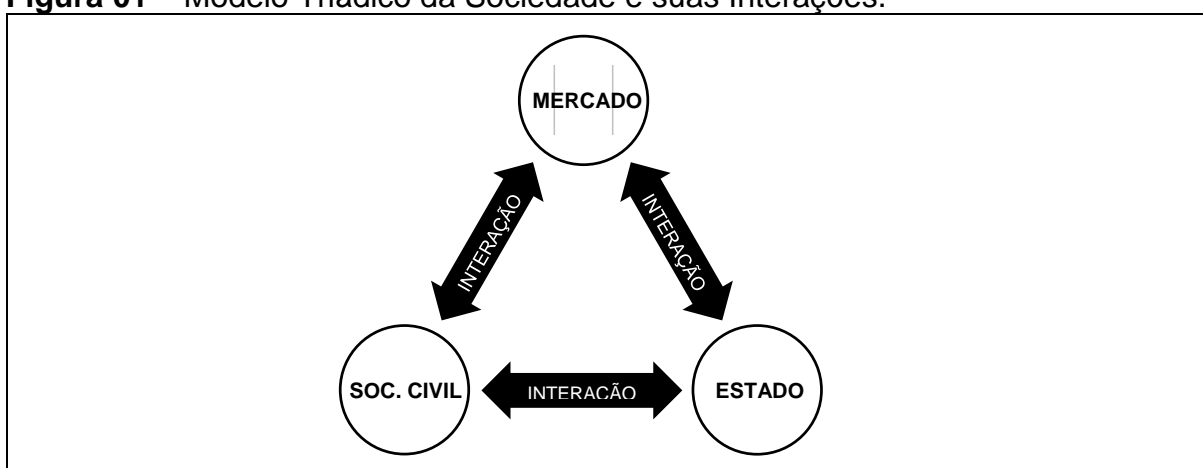 Figura 01 – Modelo Triádico da Sociedade e suas Interações.
MERCADO
INTERAÇÃO
INTERAÇÃO
SOC. CIVIL
INTERAÇÃO
ESTADO